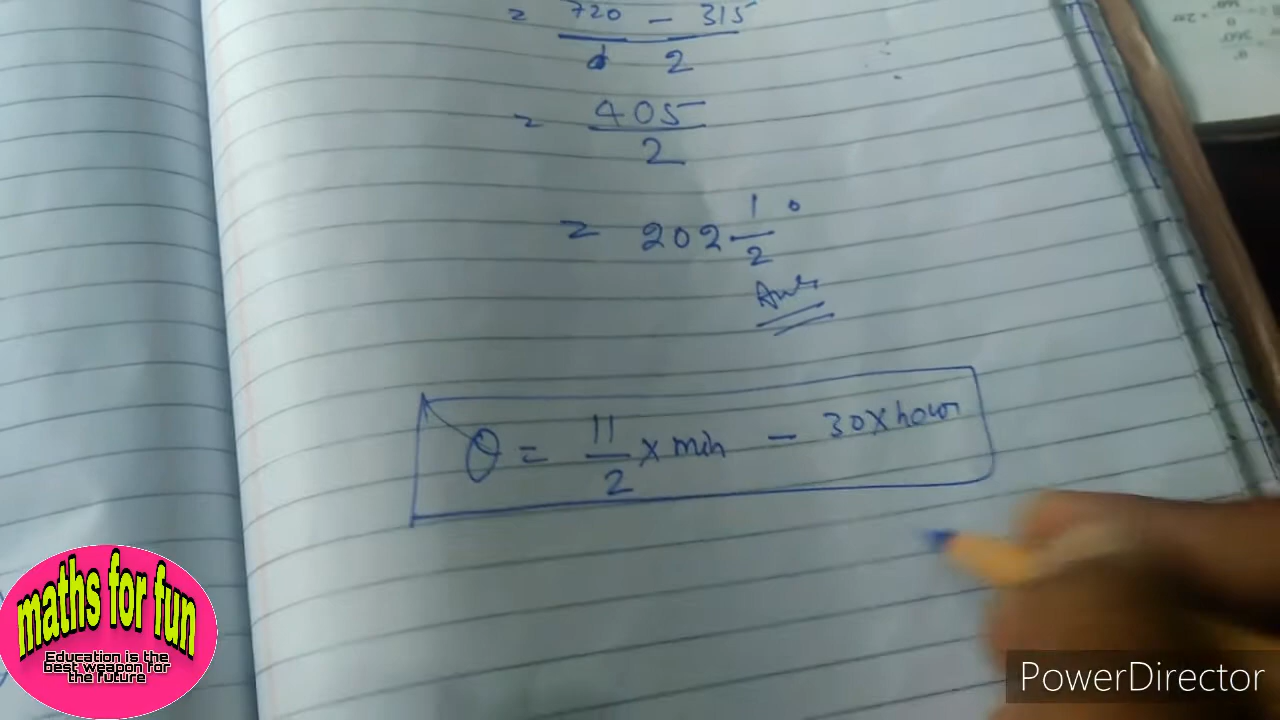 = 720 - 315
2
= 405
2
= 202 1/2 °
Ans
θ = 11/2 × min - 30 × hour
maths for fun
Education is the
best weapon for
the future
PowerDirector